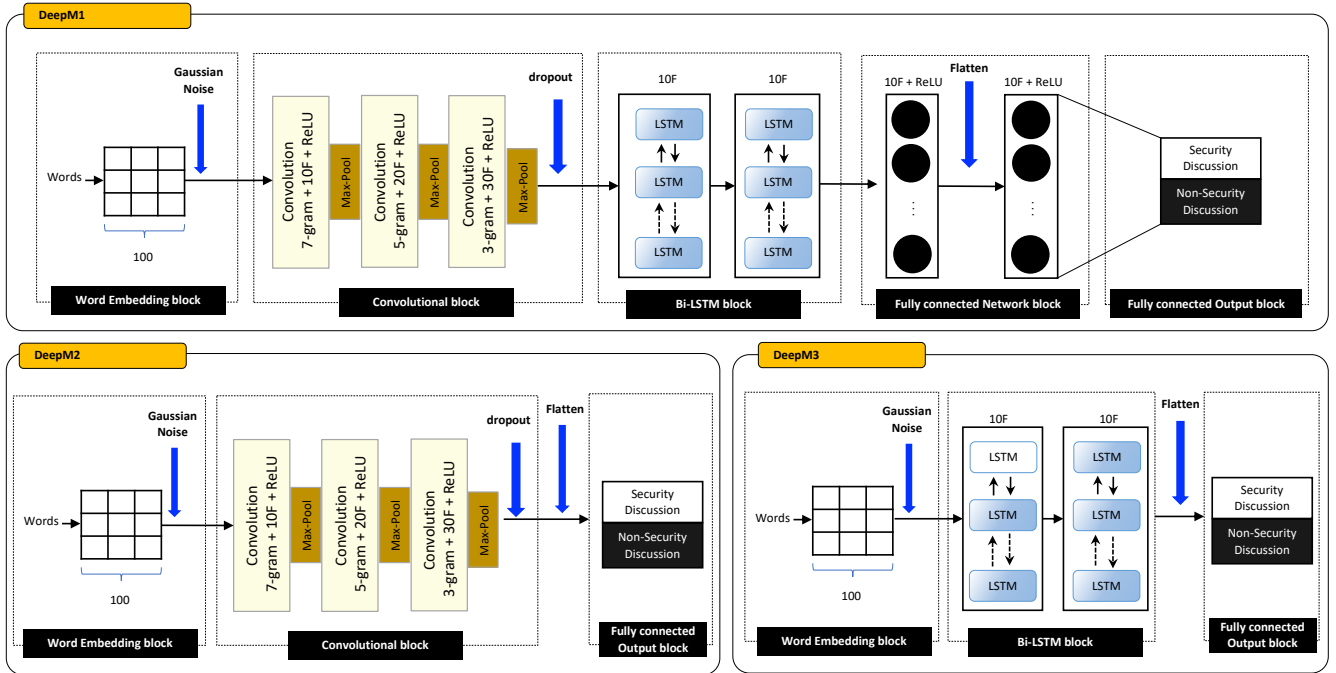 DeepM1
Words
100
Gaussian
Noise
Word Embedding block
Convolution
7-gram + 10F + ReLU
Max-Pool
Convolution
5-gram + 20F + ReLU
Max-Pool
Convolution
3-gram + 30F + ReLU
Max-Pool
dropout
Convolutional block
10F
LSTM
LSTM
LSTM
10F
LSTM
LSTM
LSTM
Bi-LSTM block
10F + ReLU
...
Flatten
10F + ReLU
...
Fully connected Network block
Security
Discussion
Non-Security
Discussion
Fully connected Output block
DeepM2
Words
100
Gaussian
Noise
Word Embedding block
Convolution
7-gram + 10F + ReLU
Max-Pool
Convolution
5-gram + 20F + ReLU
Max-Pool
Convolution
3-gram + 30F + ReLU
Max-Pool
dropout
Convolutional block
Flatten
Security
Discussion
Non-Security
Discussion
Fully connected
Output block
DeepM3
Words
100
Gaussian
Noise
Word Embedding block
10F
LSTM
LSTM
LSTM
10F
LSTM
LSTM
LSTM
Bi-LSTM block
Flatten
Security
Discussion
Non-Security
Discussion
Fully connected
Output block